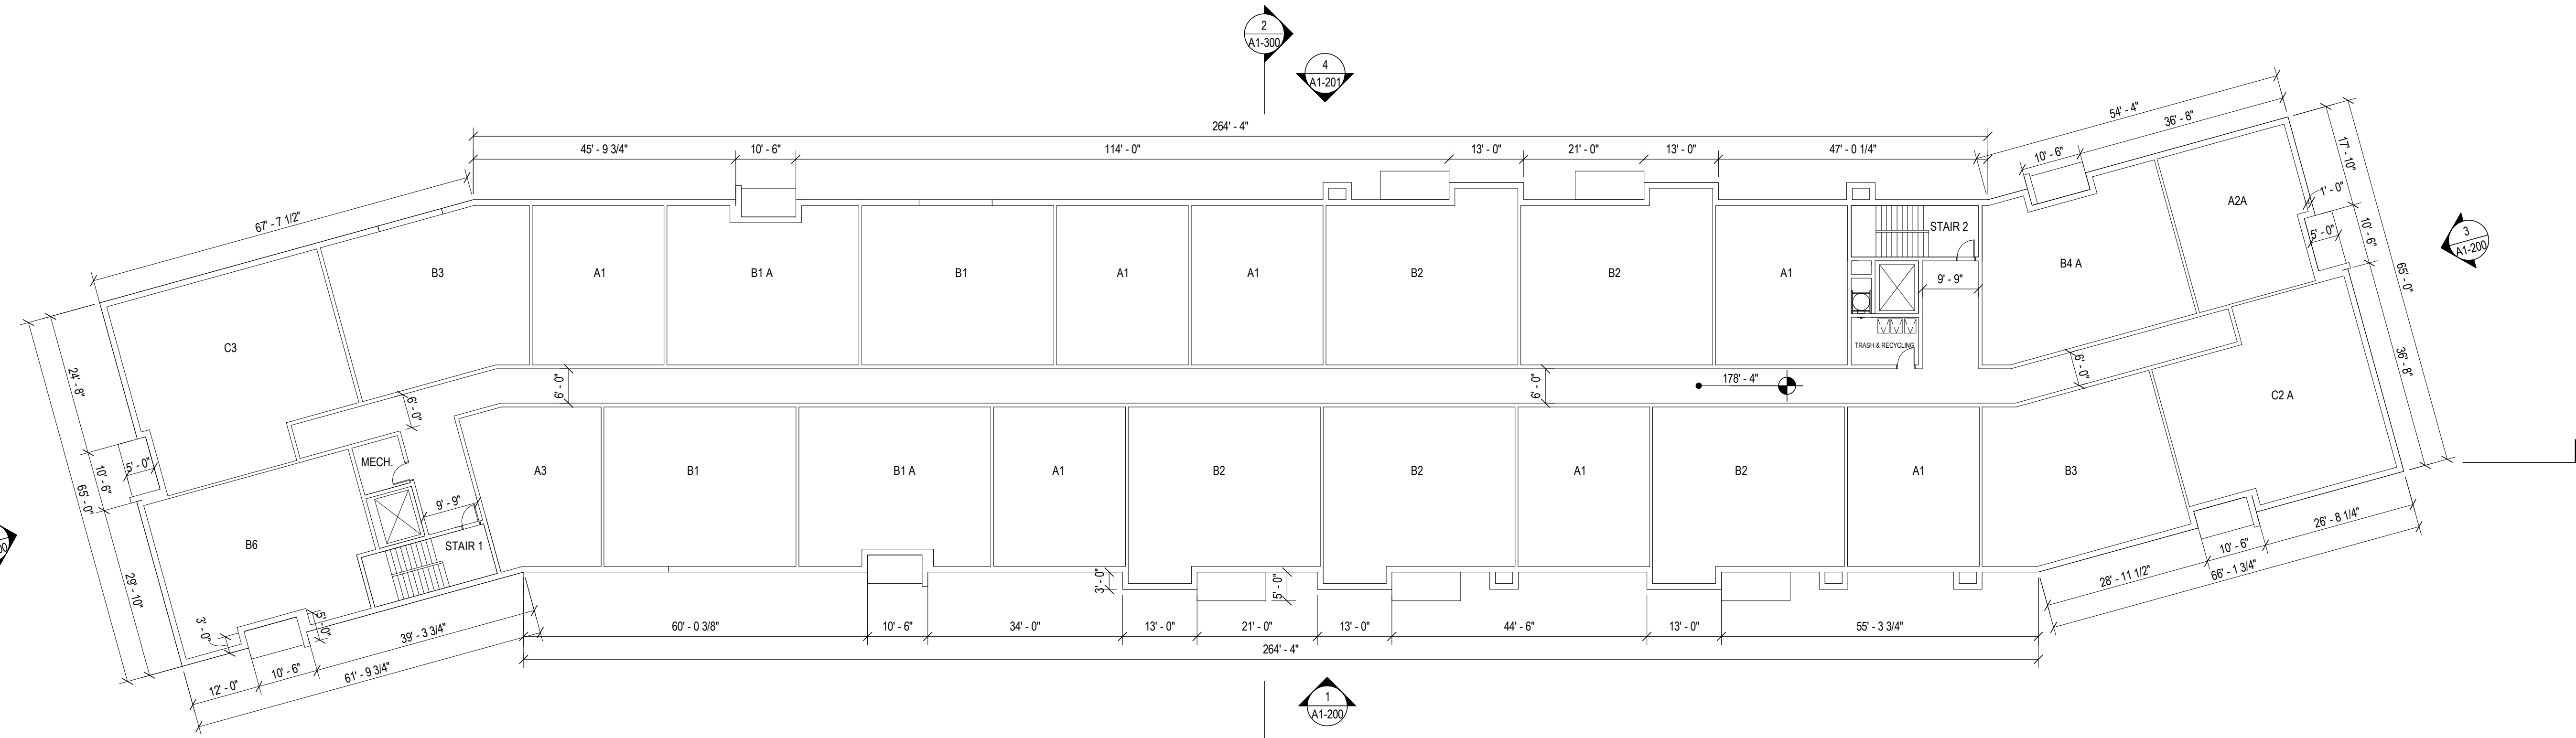 2
A1-300
4
A1-201
264' - 4"
45' - 9 3/4"
10' - 6"
114' - 0"
13' - 0"
21' - 0"
13' - 0"
47' - 0 1/4"
54' - 4"
36' - 8"
10' - 6"
17' - 10"
1' - 0"
10' - 6"
5' - 0"
65' - 0"
36' - 8"
3
A1-200
67' - 7 1/2"
C3
B3
A1
B1 A
B1
A1
A1
B2
B2
A1
STAIR 2
9' - 9"
TRASH & RECYCLING
B4 A
A2A
C2 A
6' - 0"
6' - 0"
6' - 0"
6' - 0"
178' - 4"
24' - 8"
10' - 6"
5' - 0"
65' - 0"
29' - 10"
MECH.
9' - 9"
STAIR 1
B6
A3
B1
B1 A
A1
B2
B2
A1
B2
A1
B3
3' - 0"
5' - 0"
39' - 3 3/4"
12' - 0"
10' - 6"
61' - 9 3/4"
3' - 0"
5' - 0"
60' - 0 3/8"
10' - 6"
34' - 0"
13' - 0"
21' - 0"
13' - 0"
44' - 6"
13' - 0"
55' - 3 3/4"
264' - 4"
28' - 11 1/2"
10' - 6"
26' - 8 1/4"
66' - 1 3/4"
1
A1-200